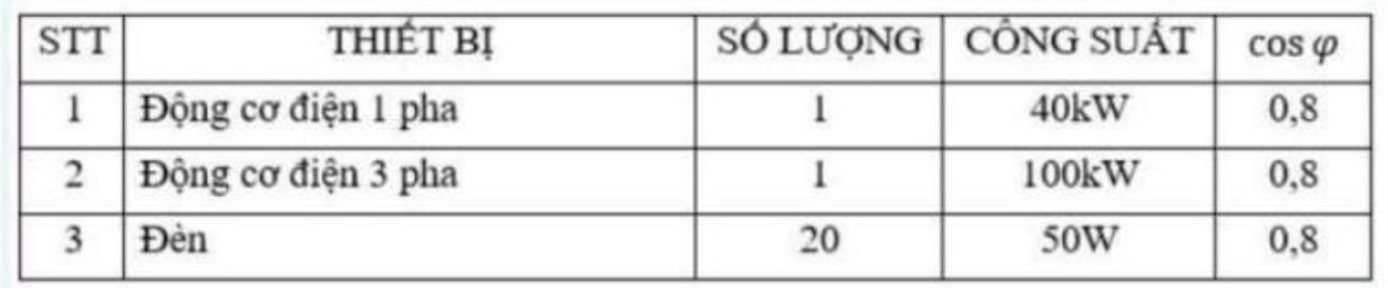 STT THIẾT BỊ SỐ LƯỢNG CÔNG SUẤT cos φ
1 Động cơ điện 1 pha 1 40kW 0,8
2 Động cơ điện 3 pha 1 100kW 0,8
3 Đèn 20 50W 0,8